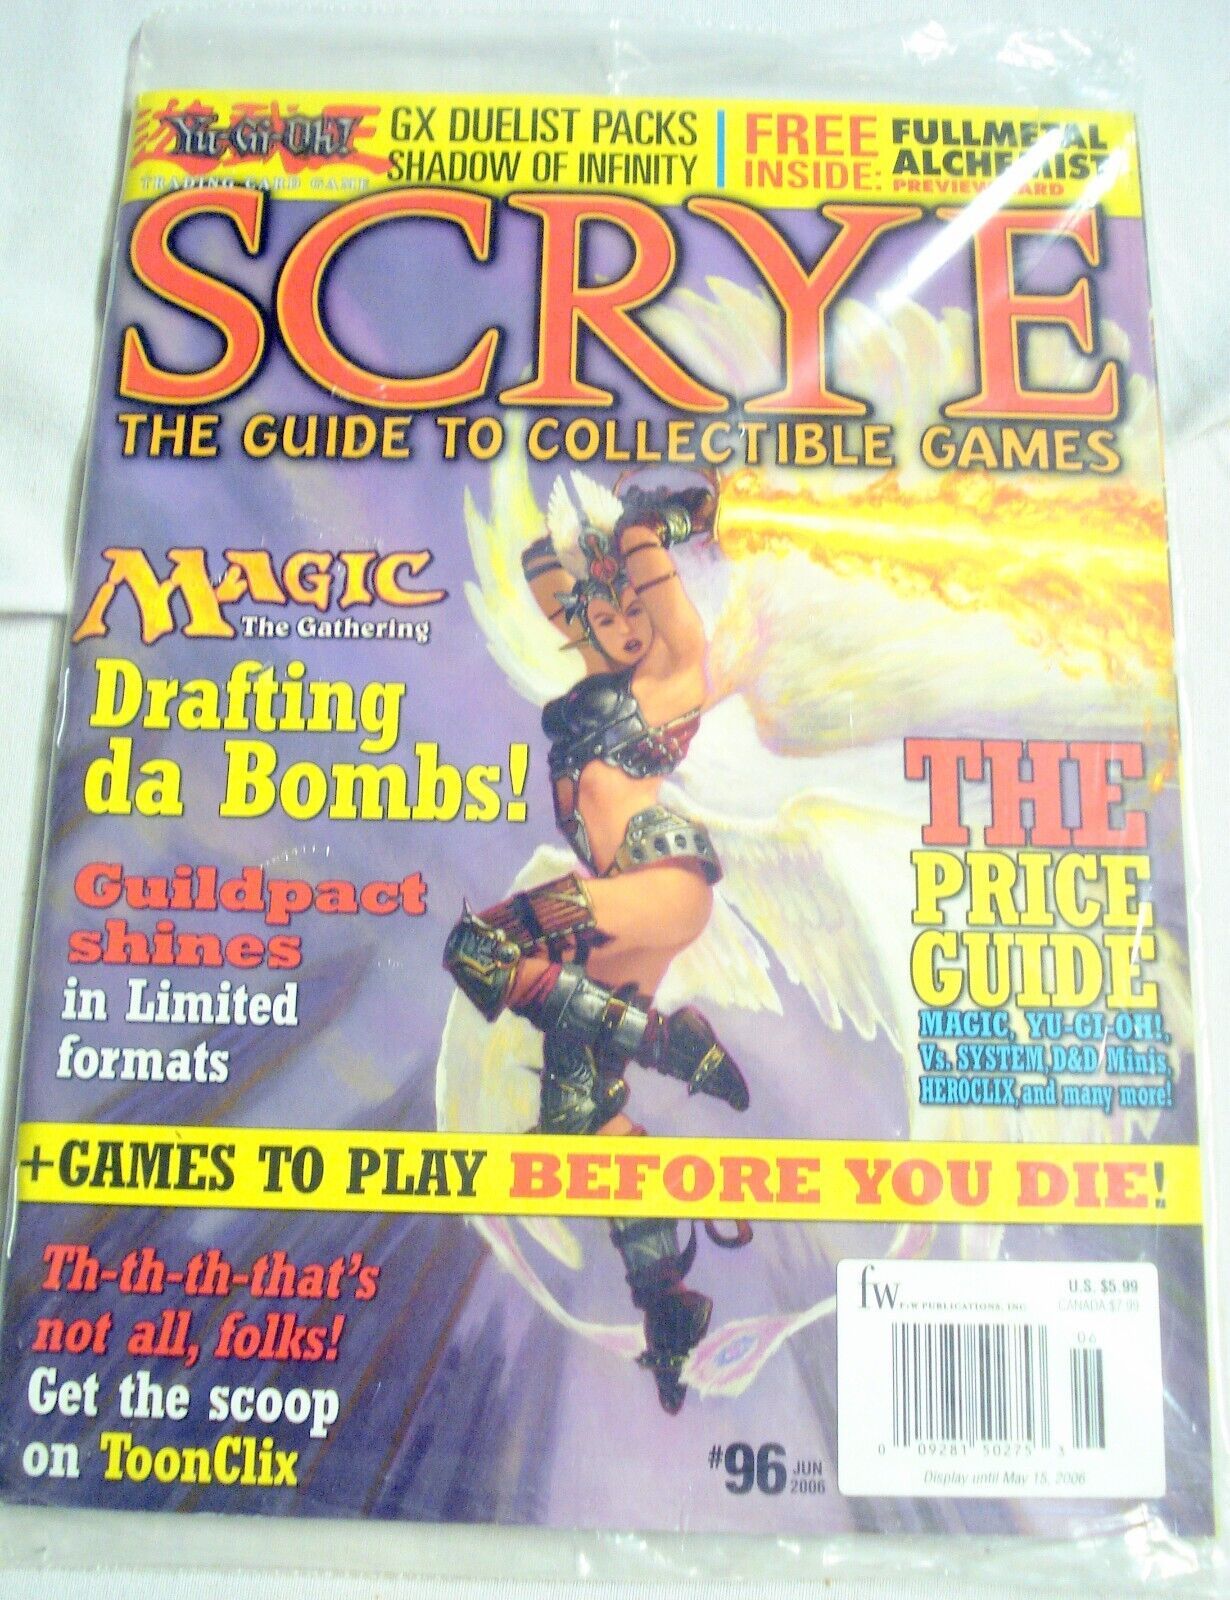 Yu-Gi-Oh!
TRADING CARD GAME
GX DUELIST PACKS
SHADOW OF INFINITY
FREE
INSIDE:
FULLMETAL
ALCHEMIST
PREVIEW CARD
SCRYE
THE GUIDE TO COLLECTIBLE GAMES
MAGIC
The Gathering
Drafting
da Bombs!
Guildpact
shines
in Limited
formats
THE
PRICE
GUIDE
MAGIC, YU-GI-OH!,
Vs. SYSTEM, D&D Minis,
HEROCLIX, and many more!
+GAMES TO PLAY BEFORE YOU DIE!
Th-th-th-that's
not all, folks!
Get the scoop
on ToonClix
#96 JUN
2006
fw
F+W PUBLICATIONS, INC.
U.S. $5.99
CANADA $7.99
06
0 09281 50275 3
Display until May 15, 2006